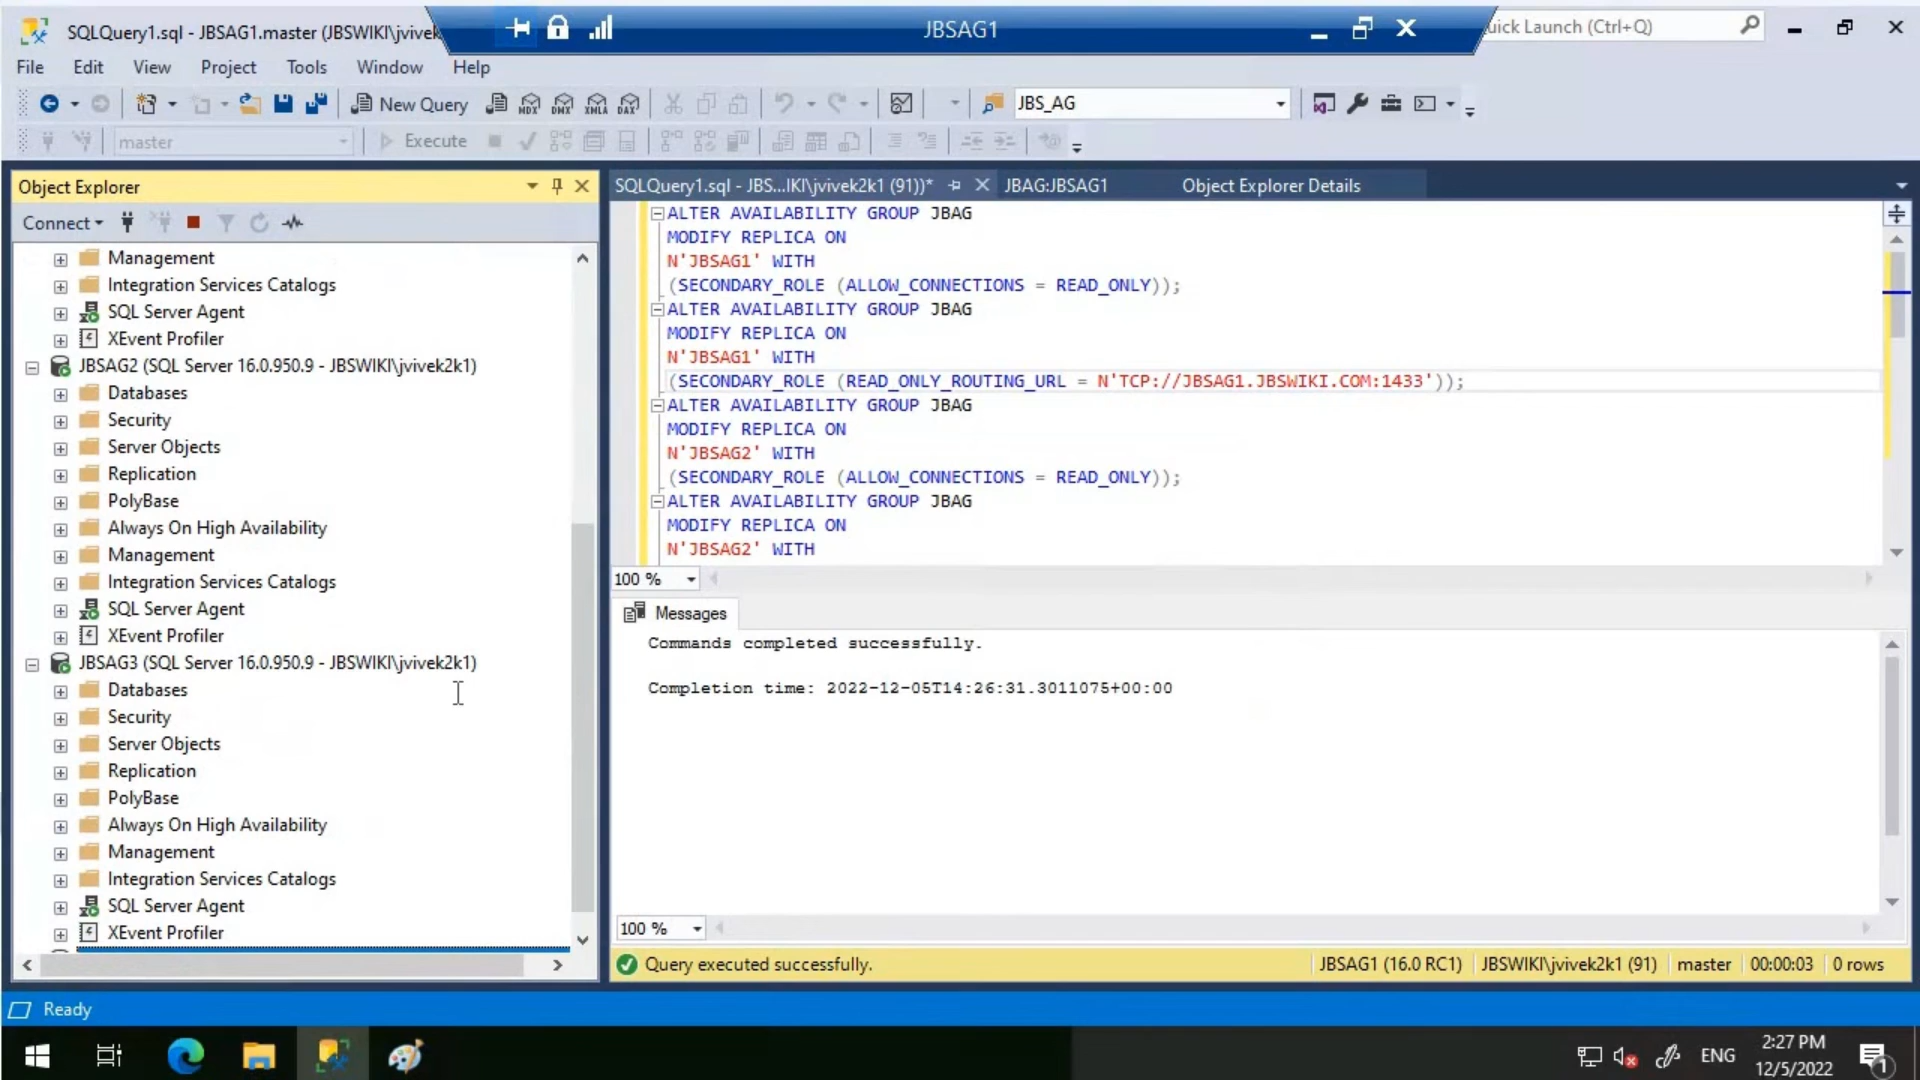 SQLQuery1.sql - JBSAG1.master (JBSWIKI\jvivek
JBSAG1
uick Launch (Ctrl+Q)
File Edit View Project Tools Window Help
New Query MDX DMX XMLA DAX JBS_AG
master Execute
Object Explorer
Connect
Management
Integration Services Catalogs
SQL Server Agent
XEvent Profiler
JBSAG2 (SQL Server 16.0.950.9 - JBSWIKI\jvivek2k1)
Databases
Security
Server Objects
Replication
PolyBase
Always On High Availability
Management
Integration Services Catalogs
SQL Server Agent
XEvent Profiler
JBSAG3 (SQL Server 16.0.950.9 - JBSWIKI\jvivek2k1)
Databases
Security
Server Objects
Replication
PolyBase
Always On High Availability
Management
Integration Services Catalogs
SQL Server Agent
XEvent Profiler
SQLQuery1.sql - JBS...IKI\jvivek2k1 (91))* JBAG:JBSAG1 Object Explorer Details
ALTER AVAILABILITY GROUP JBAG
MODIFY REPLICA ON
N'JBSAG1' WITH
(SECONDARY_ROLE (ALLOW_CONNECTIONS = READ_ONLY));
ALTER AVAILABILITY GROUP JBAG
MODIFY REPLICA ON
N'JBSAG1' WITH
(SECONDARY_ROLE (READ_ONLY_ROUTING_URL = N'TCP://JBSAG1.JBSWIKI.COM:1433'));
ALTER AVAILABILITY GROUP JBAG
MODIFY REPLICA ON
N'JBSAG2' WITH
(SECONDARY_ROLE (ALLOW_CONNECTIONS = READ_ONLY));
ALTER AVAILABILITY GROUP JBAG
MODIFY REPLICA ON
N'JBSAG2' WITH
100 %
Messages
Commands completed successfully.
Completion time: 2022-12-05T14:26:31.3011075+00:00
100 %
Query executed successfully. JBSAG1 (16.0 RC1) JBSWIKI\jvivek2k1 (91) master 00:00:03 0 rows
Ready
ENG
2:27 PM
12/5/2022
1